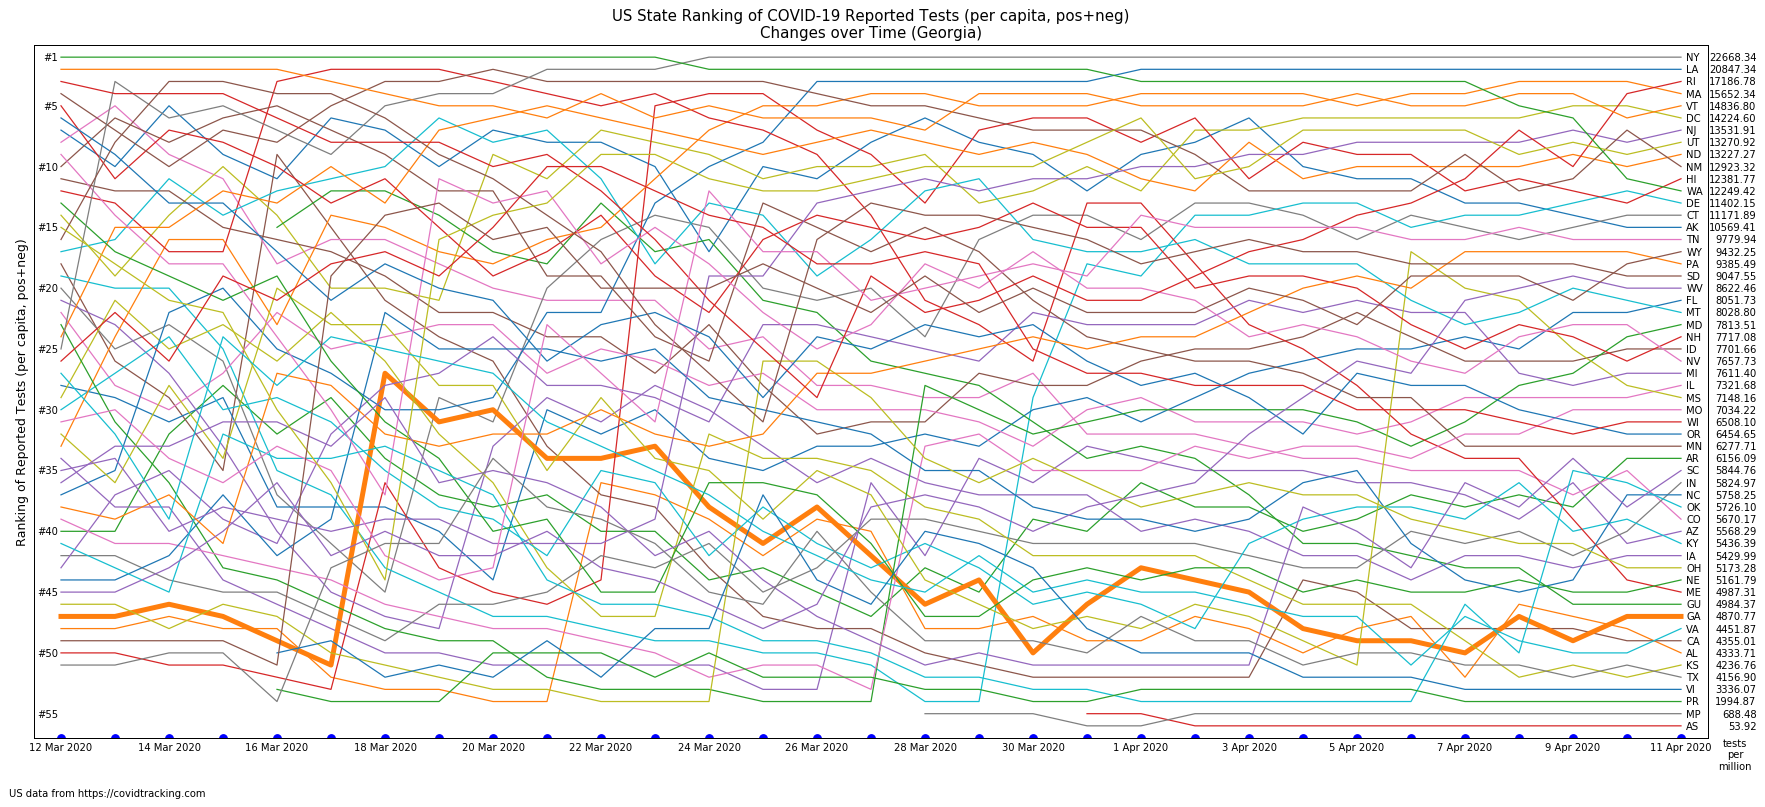 US State Ranking of COVID-19 Reported Tests (per capita, pos+neg)
Changes over Time (Georgia)
Ranking of Reported Tests (per capita, pos+neg)
#1
#5
#10
#15
#20
#25
#30
#35
#40
#45
#50
#55
NY 22668.34
LA 20847.34
RI 17186.78
MA 15652.34
VT 14836.80
DC 14224.60
NJ 13531.91
UT 13270.92
ND 13227.27
NM 12923.32
HI 12381.77
WA 12249.42
DE 11402.15
CT 11171.89
AK 10569.41
TN 9779.94
WY 9432.25
PA 9385.49
SD 9047.55
WV 8622.46
FL 8051.73
MT 8028.80
MD 7813.51
NH 7717.08
ID 7701.66
NV 7657.73
MI 7611.40
IL 7321.68
MS 7148.16
MO 7034.22
WI 6508.10
OR 6454.65
MN 6277.71
AR 6156.09
SC 5844.76
IN 5824.97
NC 5758.25
OK 5726.10
CO 5670.17
AZ 5568.29
KY 5436.39
IA 5429.99
OH 5173.28
NE 5161.79
ME 4987.31
GU 4984.37
GA 4870.77
VA 4451.87
CA 4355.01
AL 4333.71
KS 4236.76
TX 4156.90
VI 3336.07
PR 1994.87
MP 688.48
AS 53.92
12 Mar 2020 14 Mar 2020 16 Mar 2020 18 Mar 2020 20 Mar 2020 22 Mar 2020 24 Mar 2020 26 Mar 2020 28 Mar 2020 30 Mar 2020 1 Apr 2020 3 Apr 2020 5 Apr 2020 7 Apr 2020 9 Apr 2020 11 Apr 2020
tests
per
million
US data from https://covidtracking.com